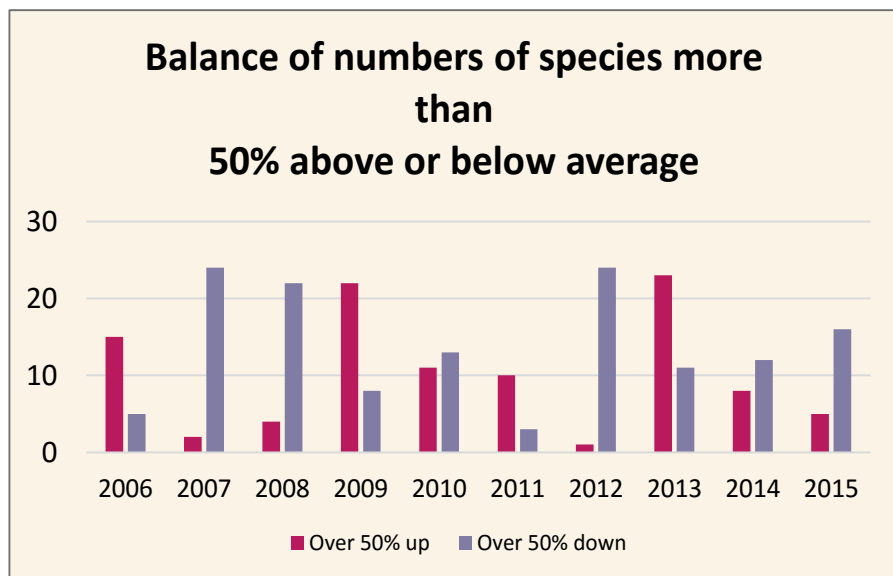 Balance of numbers of species more
than
50% above or below average
30
20
10
0
2006 2007 2008 2009 2010 2011 2012 2013 2014 2015
Over 50% up Over 50% down